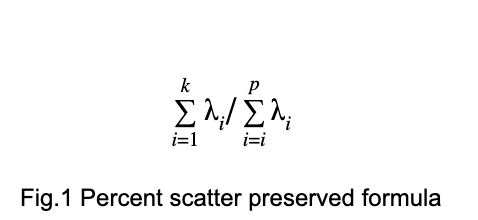 k p
∑ λᵢ/ ∑ λᵢ
i=1 i=i
Fig.1 Percent scatter preserved formula